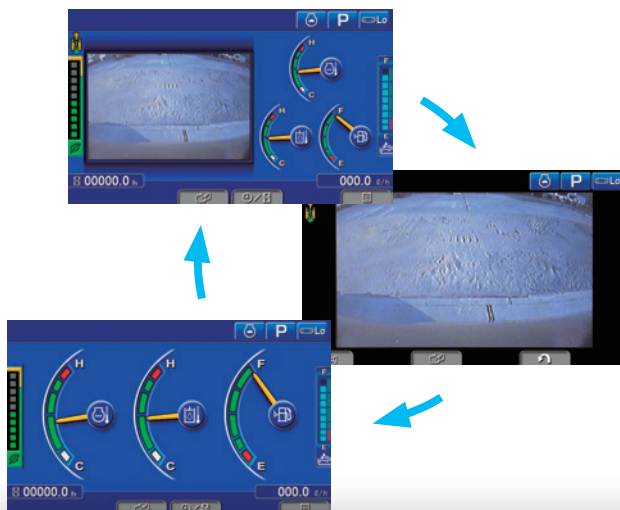 P Lo
H
F
C
H F
E
C E
00000.0 h 000.0 ℓ/h
P Lo
P Lo
H H F
F
E
C C E
00000.0 h 000.0 ℓ/h